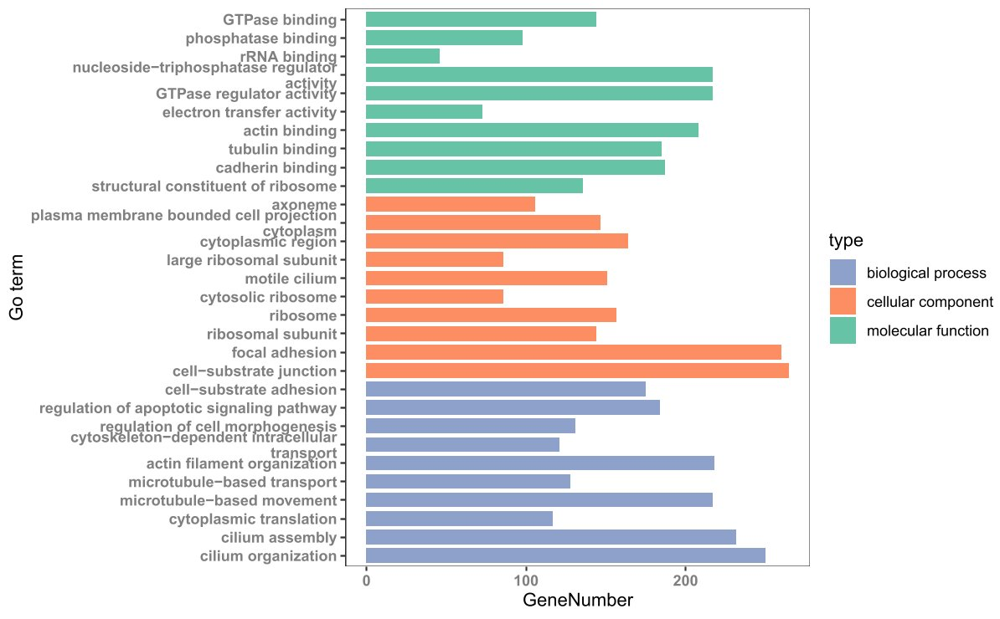 GTPase binding
phosphatase binding
rRNA binding
nucleoside−triphosphatase regulator
activity
GTPase regulator activity
electron transfer activity
actin binding
tubulin binding
cadherin binding
structural constituent of ribosome
axoneme
plasma membrane bounded cell projection
cytoplasm
cytoplasmic region
large ribosomal subunit
motile cilium
cytosolic ribosome
ribosome
ribosomal subunit
focal adhesion
cell−substrate junction
cell−substrate adhesion
regulation of apoptotic signaling pathway
regulation of cell morphogenesis
cytoskeleton−dependent intracellular
transport
actin filament organization
microtubule−based transport
microtubule−based movement
cytoplasmic translation
cilium assembly
cilium organization
Go term
0
100
200
GeneNumber
type
biological process
cellular component
molecular function